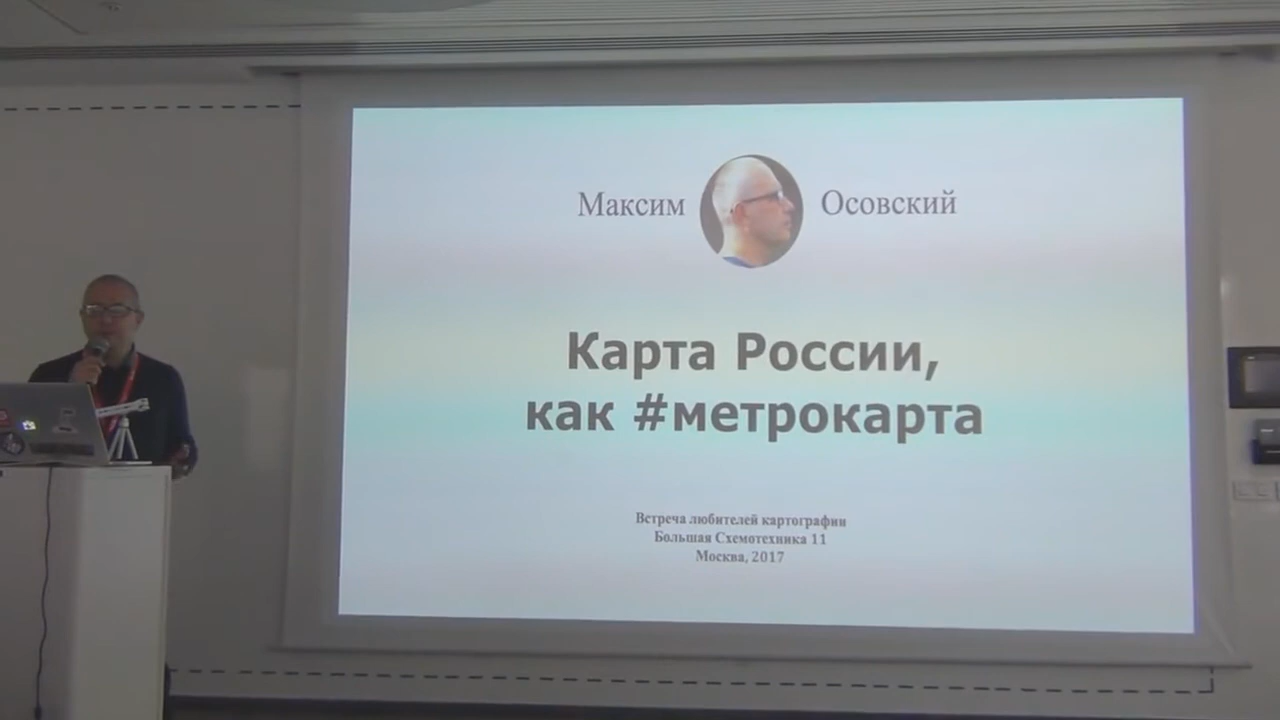 Максим Осовский
Карта России,
как #метрокарта
Встреча любителей картографии
Большая Схемотехника 11
Москва, 2017